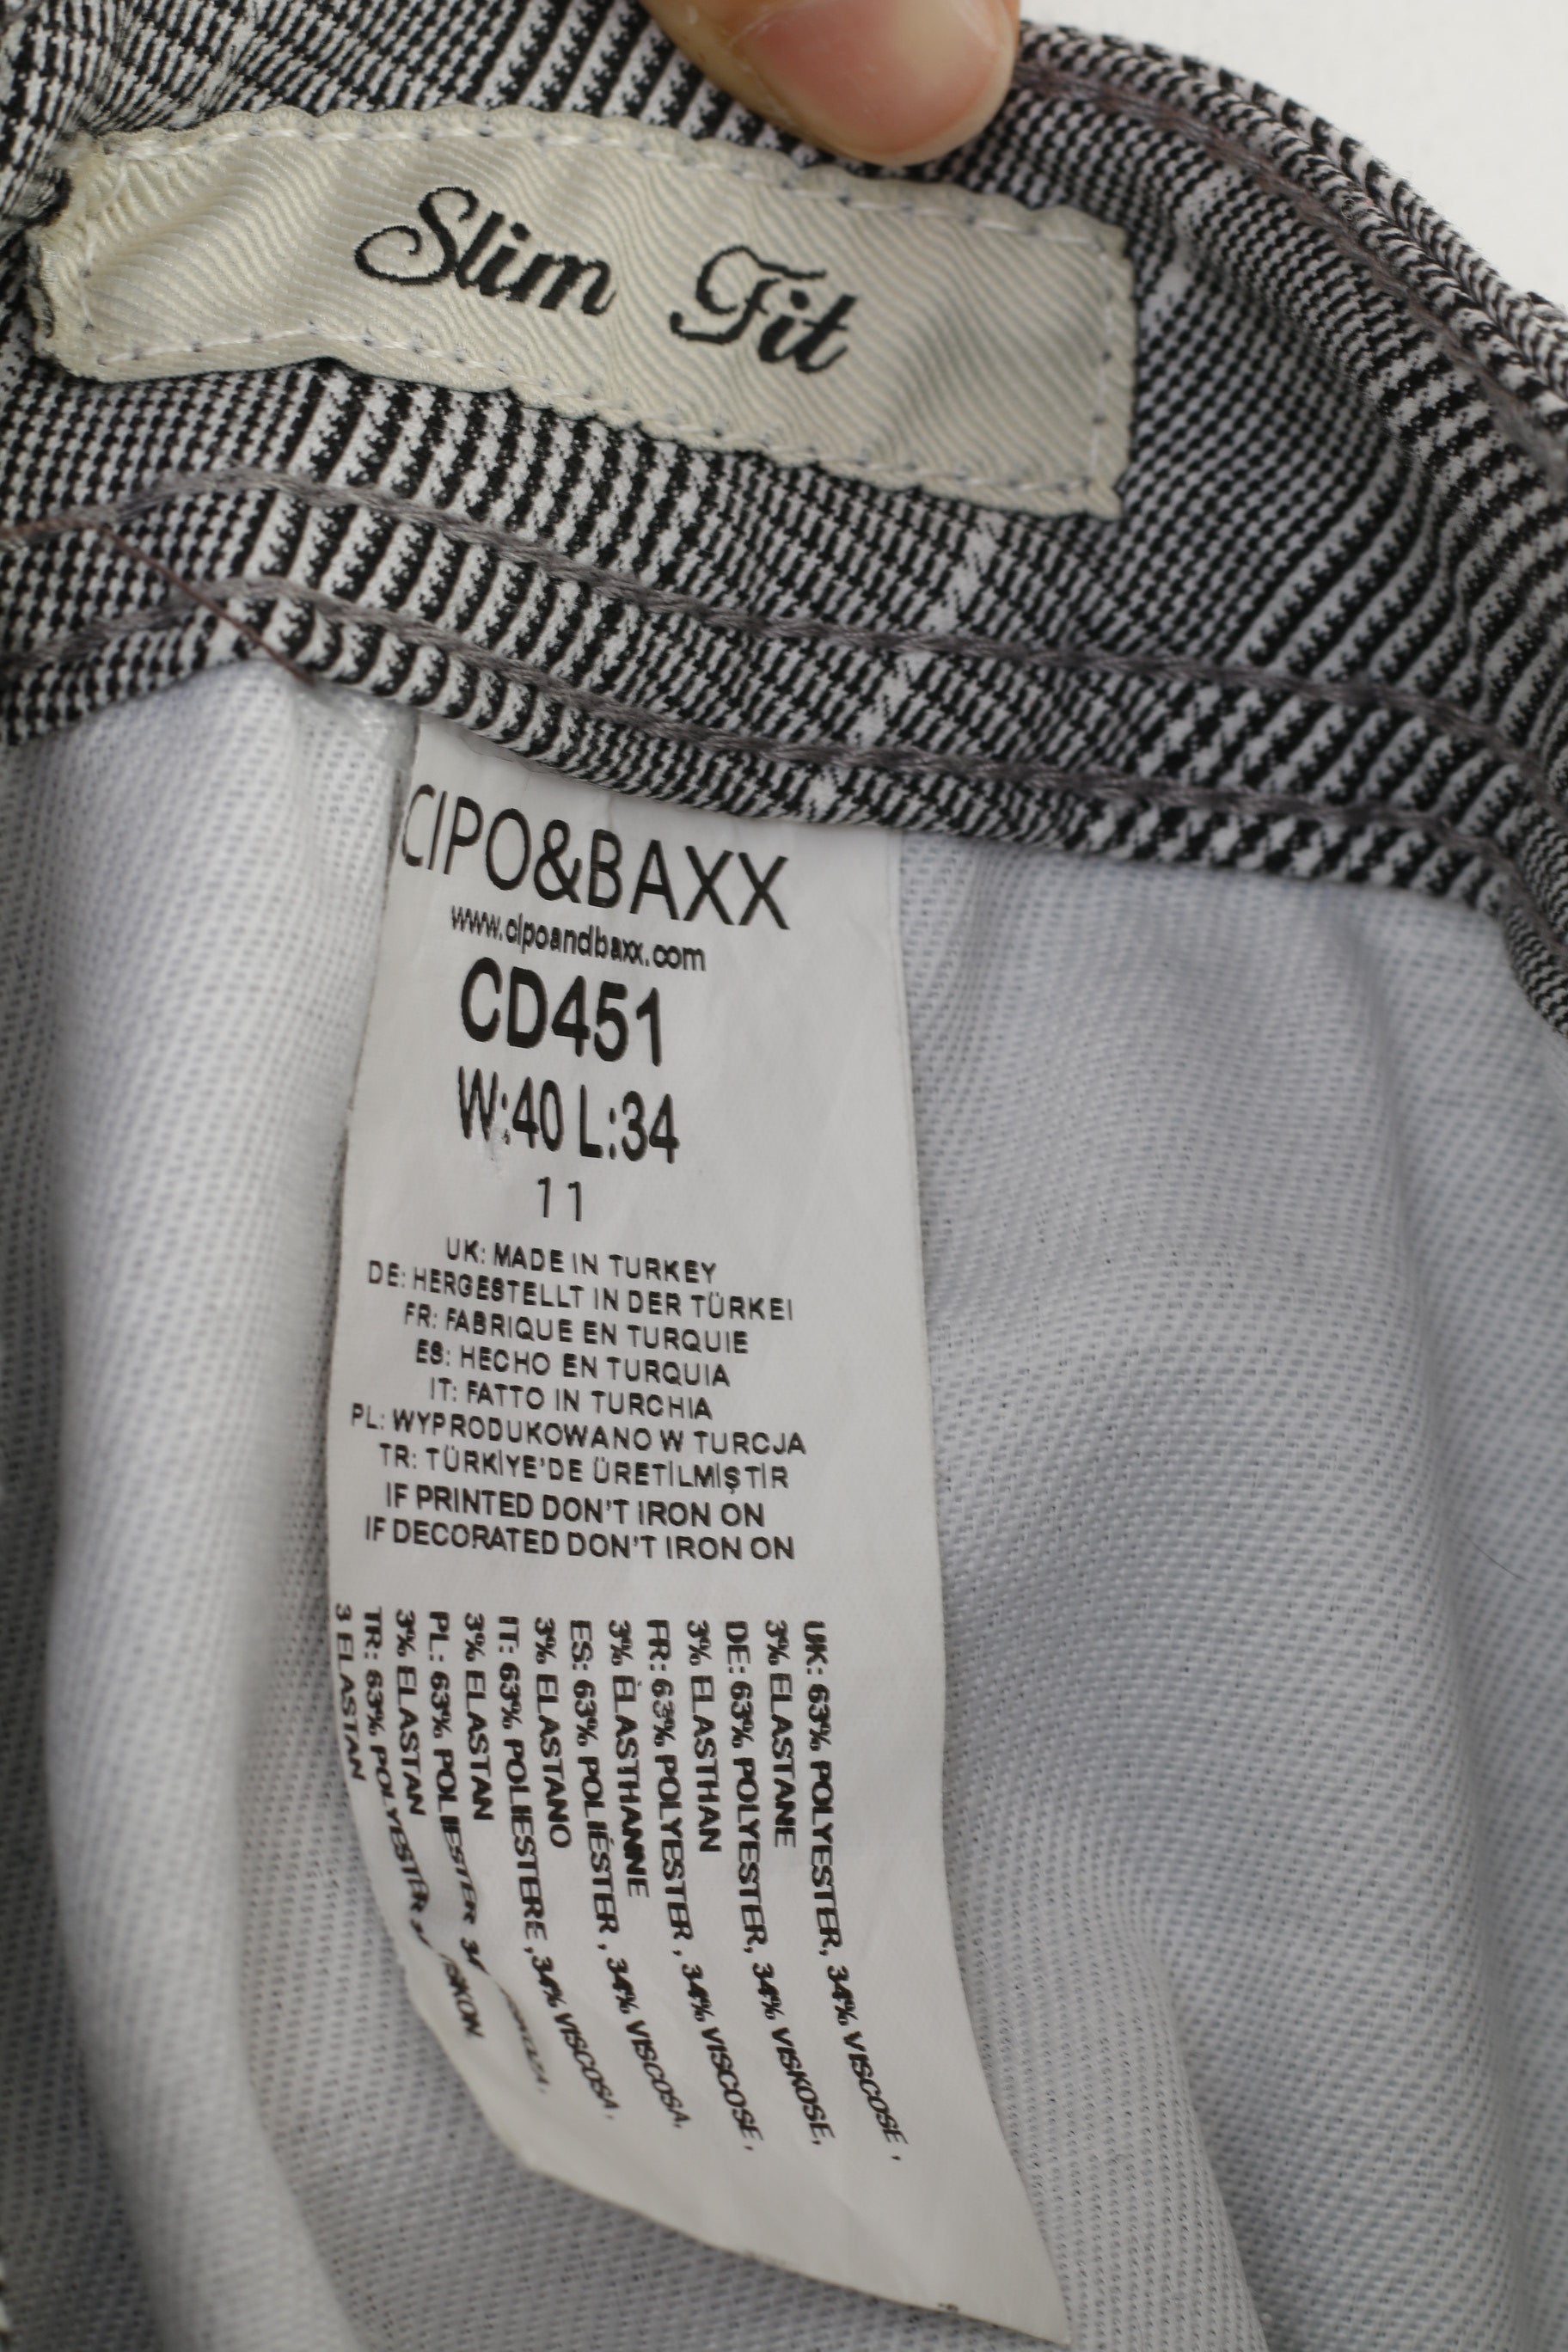 Slim Fit
CIPO&BAXX
www.cipoandbaxx.com
CD451
W:40 L:34
11
UK: MADE IN TURKEY
DE: HERGESTELLT IN DER TÜRKEI
FR: FABRIQUE EN TURQUIE
ES: HECHO EN TURQUIA
IT: FATTO IN TURCHIA
PL: WYPRODUKOWANO W TURCJA
TR: TÜRKİYE'DE ÜRETİLMİŞTİR
IF PRINTED DON'T IRON ON
IF DECORATED DON'T IRON ON
UK: 63% POLYESTER, 34% VISCOSE,
3% ELASTANE
DE: 63% POLYESTER, 34% VISKOSE,
3% ELASTHAN
FR: 63% POLYESTER, 34% VISCOSE,
3% ÉLASTHANNE
ES: 63% POLIÉSTER, 34% VISCOSA,
3% ELASTANO
IT: 63% POLIESTERE, 34% VISCOSA,
3% ELASTAN
PL: 63% POLIESTER 34
3% ELASTAN
TR: 63% POLYESTER
3 ELASTAN